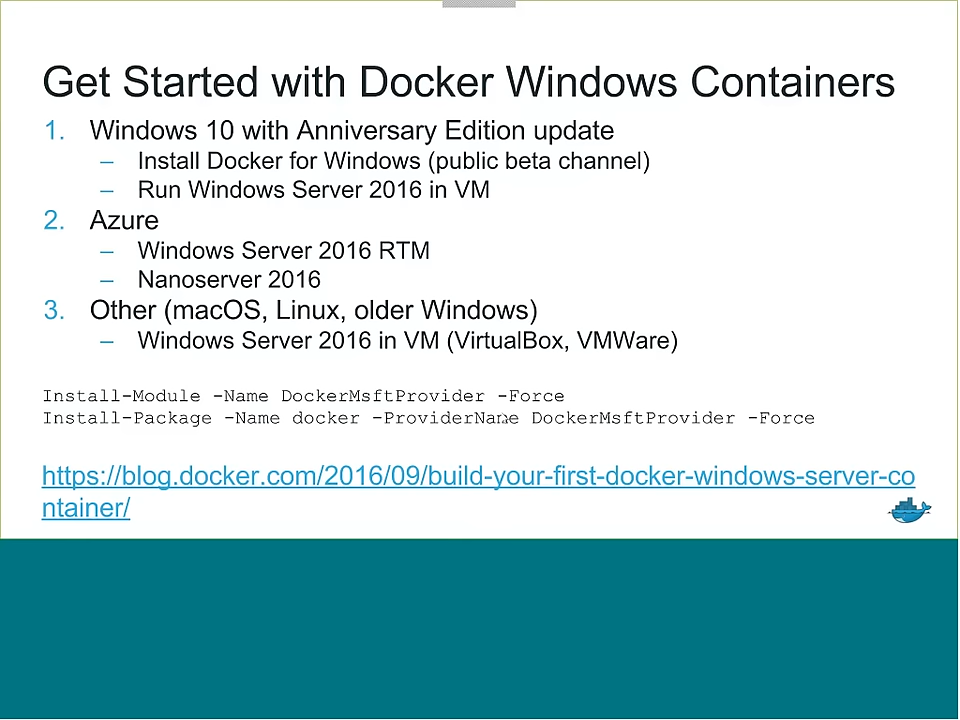 Get Started with Docker Windows Containers
1. Windows 10 with Anniversary Edition update
– Install Docker for Windows (public beta channel)
– Run Windows Server 2016 in VM
2. Azure
– Windows Server 2016 RTM
– Nanoserver 2016
3. Other (macOS, Linux, older Windows)
– Windows Server 2016 in VM (VirtualBox, VMWare)
Install-Module -Name DockerMsftProvider -Force
Install-Package -Name docker -ProviderName DockerMsftProvider -Force
https://blog.docker.com/2016/09/build-your-first-docker-windows-server-co
ntainer/